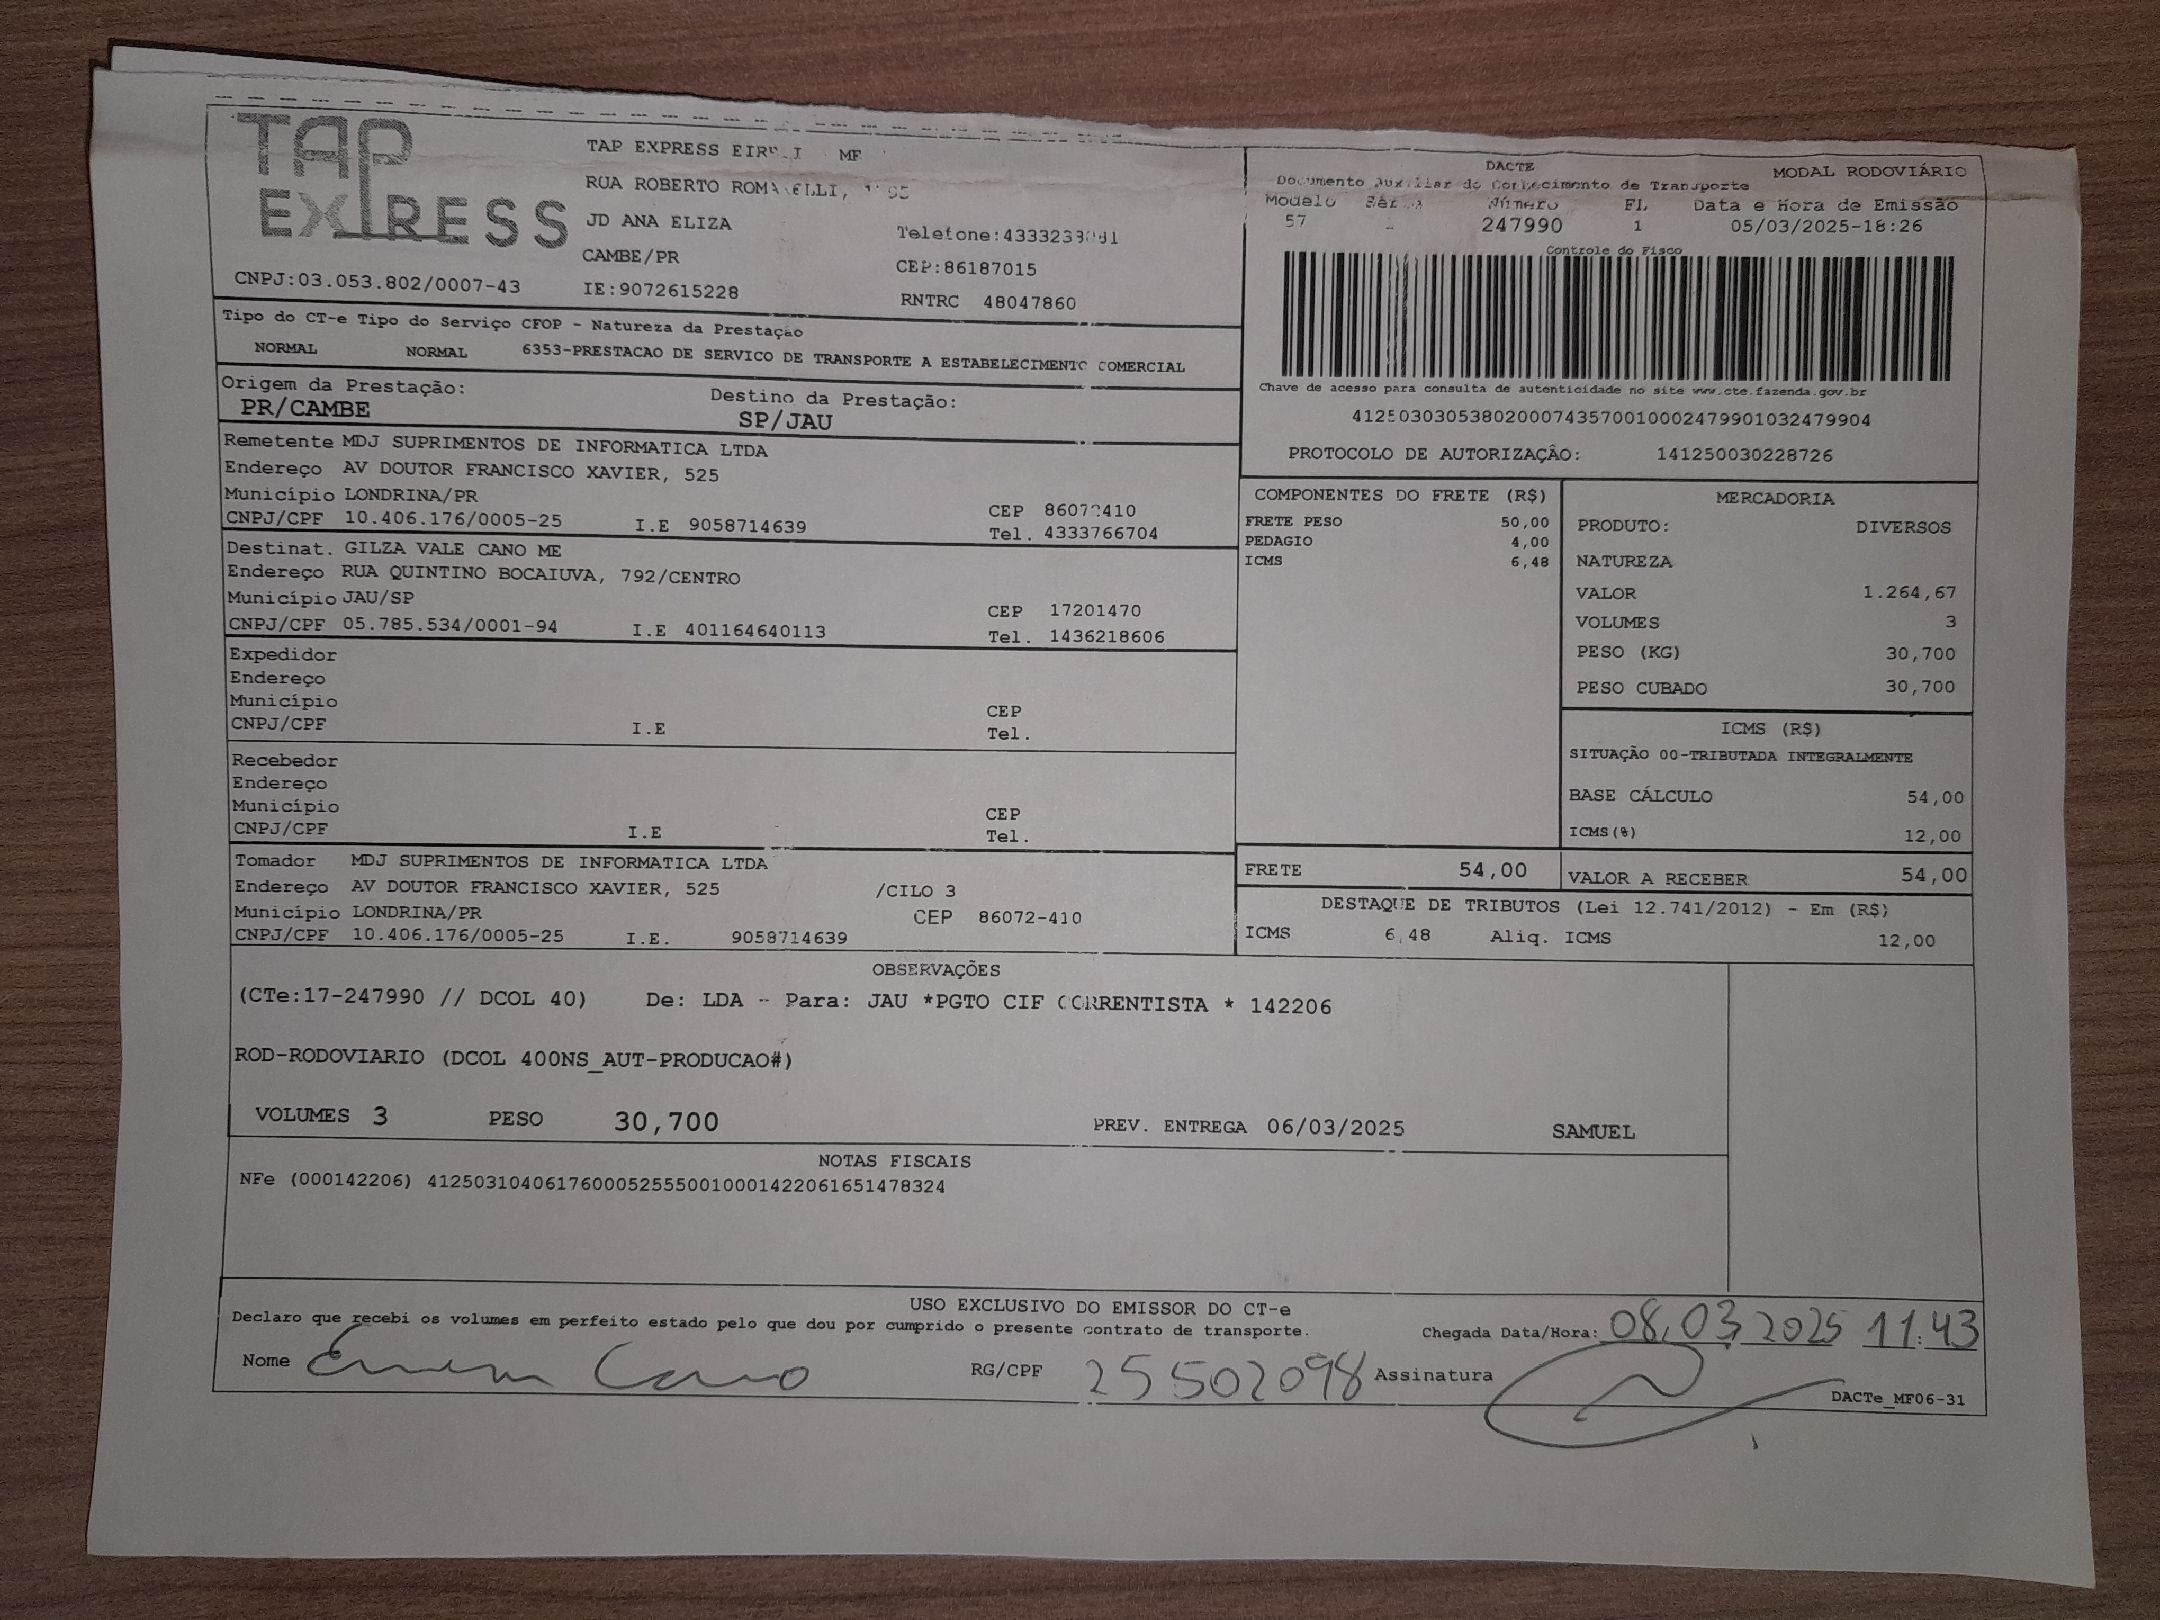 TAP
EXPRESS
TAP EXPRESS
RUA ROBERTO
JD ANA ELIZA
CAMBE/PR
CEP:86187015
CNPJ:03.053.802/0007-43 IE:9072615228 RNTRC 48047860
DACTE MODAL RODOVIÁRIO
Documento Auxiliar do Conhecimento de Transporte
Modelo Série Número FL Data e Hora de Emissão
57 247990 1 05/03/2025-18:26
Controle do Fisco
Chave de acesso para consulta de autenticidade no site www.cte.fazenda.gov.br
41250303053802000743570010002479901032479904
PROTOCOLO DE AUTORIZAÇÂO: 141250030228726
Tipo do CT-e Tipo do Serviço CFOP - Natureza da Prestação
NORMAL NORMAL 6353-PRESTACAO DE SERVICO DE TRANSPORTE A ESTABELECIMENTO COMERCIAL
Origem da Prestação: Destino da Prestação:
PR/CAMBE SP/JAU
Remetente MDJ SUPRIMENTOS DE INFORMATICA LTDA
Endereço AV DOUTOR FRANCISCO XAVIER, 525
Município LONDRINA/PR CEP 86072410
CNPJ/CPF 10.406.176/0005-25 I.E 9058714639 Tel. 4333766704
Destinat. GILZA VALE CANO ME
Endereço RUA QUINTINO BOCAIUVA, 792/CENTRO
Município JAU/SP CEP 17201470
CNPJ/CPF 05.785.534/0001-94 I.E 401164640113 Tel. 1436218606
Expedidor
Endereço
Município CEP
CNPJ/CPF I.E Tel.
Recebedor
Endereço
Município CEP
CNPJ/CPF I.E Tel.
Tomador MDJ SUPRIMENTOS DE INFORMATICA LTDA
Endereço AV DOUTOR FRANCISCO XAVIER, 525 /CILO 3
Município LONDRINA/PR CEP 86072-410
CNPJ/CPF 10.406.176/0005-25 I.E. 9058714639
COMPONENTES DO FRETE (R$)
FRETE PESO 50,00
PEDAGIO 4,00
ICMS 6,48
MERCADORIA
PRODUTO: DIVERSOS
NATUREZA
VALOR 1.264,67
VOLUMES 3
PESO (KG) 30,700
PESO CUBADO 30,700
ICMS (R$)
SITUAÇÃO 00-TRIBUTADA INTEGRALMENTE
BASE CÁLCULO 54,00
ICMS(%) 12,00
FRETE 54,00 VALOR A RECEBER 54,00
DESTAQUE DE TRIBUTOS (Lei 12.741/2012) - Em (R$)
ICMS 6,48 Aliq. ICMS 12,00
OBSERVAÇÕES
(CTe:17-247990 // DCOL 40) De: LDA - Para: JAU *PGTO CIF CORRENTISTA * 142206
ROD-RODOVIARIO (DCOL 400NS_AUT-PRODUCAO#)
VOLUMES 3 PESO 30,700 PREV. ENTREGA 06/03/2025 SAMUEL
NOTAS FISCAIS
NFe (000142206) 41250310406176000525550010001422061651478324
USO EXCLUSIVO DO EMISSOR DO CT-e
Declaro que recebi os volumes em perfeito estado pelo que dou por cumprido o presente contrato de transporte. Chegada Data/Hora: 08.03.2025 11:43
Nome Cano RG/CPF 25502098 Assinatura
DACTe_MF06-31